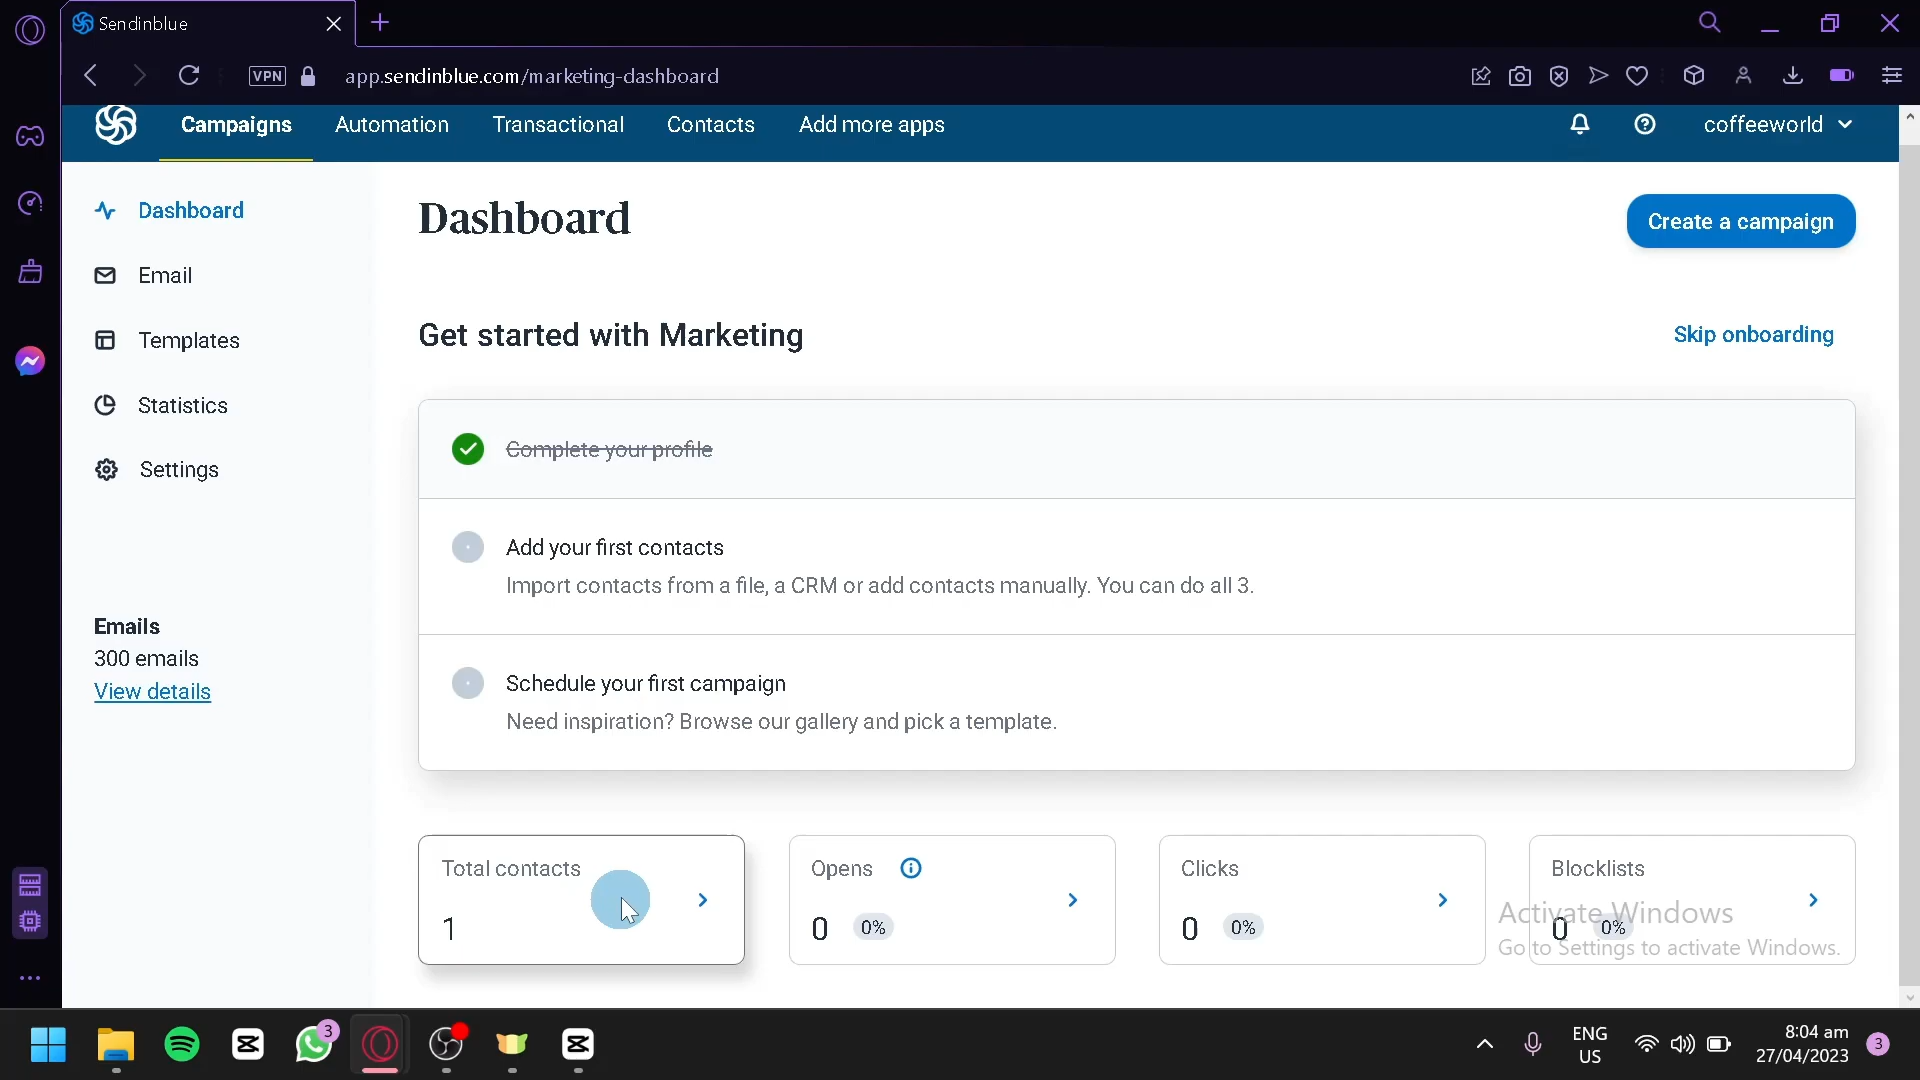 Sendinblue
VPN
app.sendinblue.com/marketing-dashboard
Campaigns
Automation
Transactional
Contacts
Add more apps
coffeeworld
Dashboard
Email
Templates
Statistics
Settings
Emails
300 emails
View details
Dashboard
Create a campaign
Get started with Marketing
Skip onboarding
Complete your profile
Add your first contacts
Import contacts from a file, a CRM or add contacts manually. You can do all 3.
Schedule your first campaign
Need inspiration? Browse our gallery and pick a template.
Total contacts
1
Opens
0 0%
Clicks
0 0%
Blocklists
0 0%
Activate Windows
Go to Settings to activate Windows.
3
ENG
US
8:04 am
27/04/2023
3